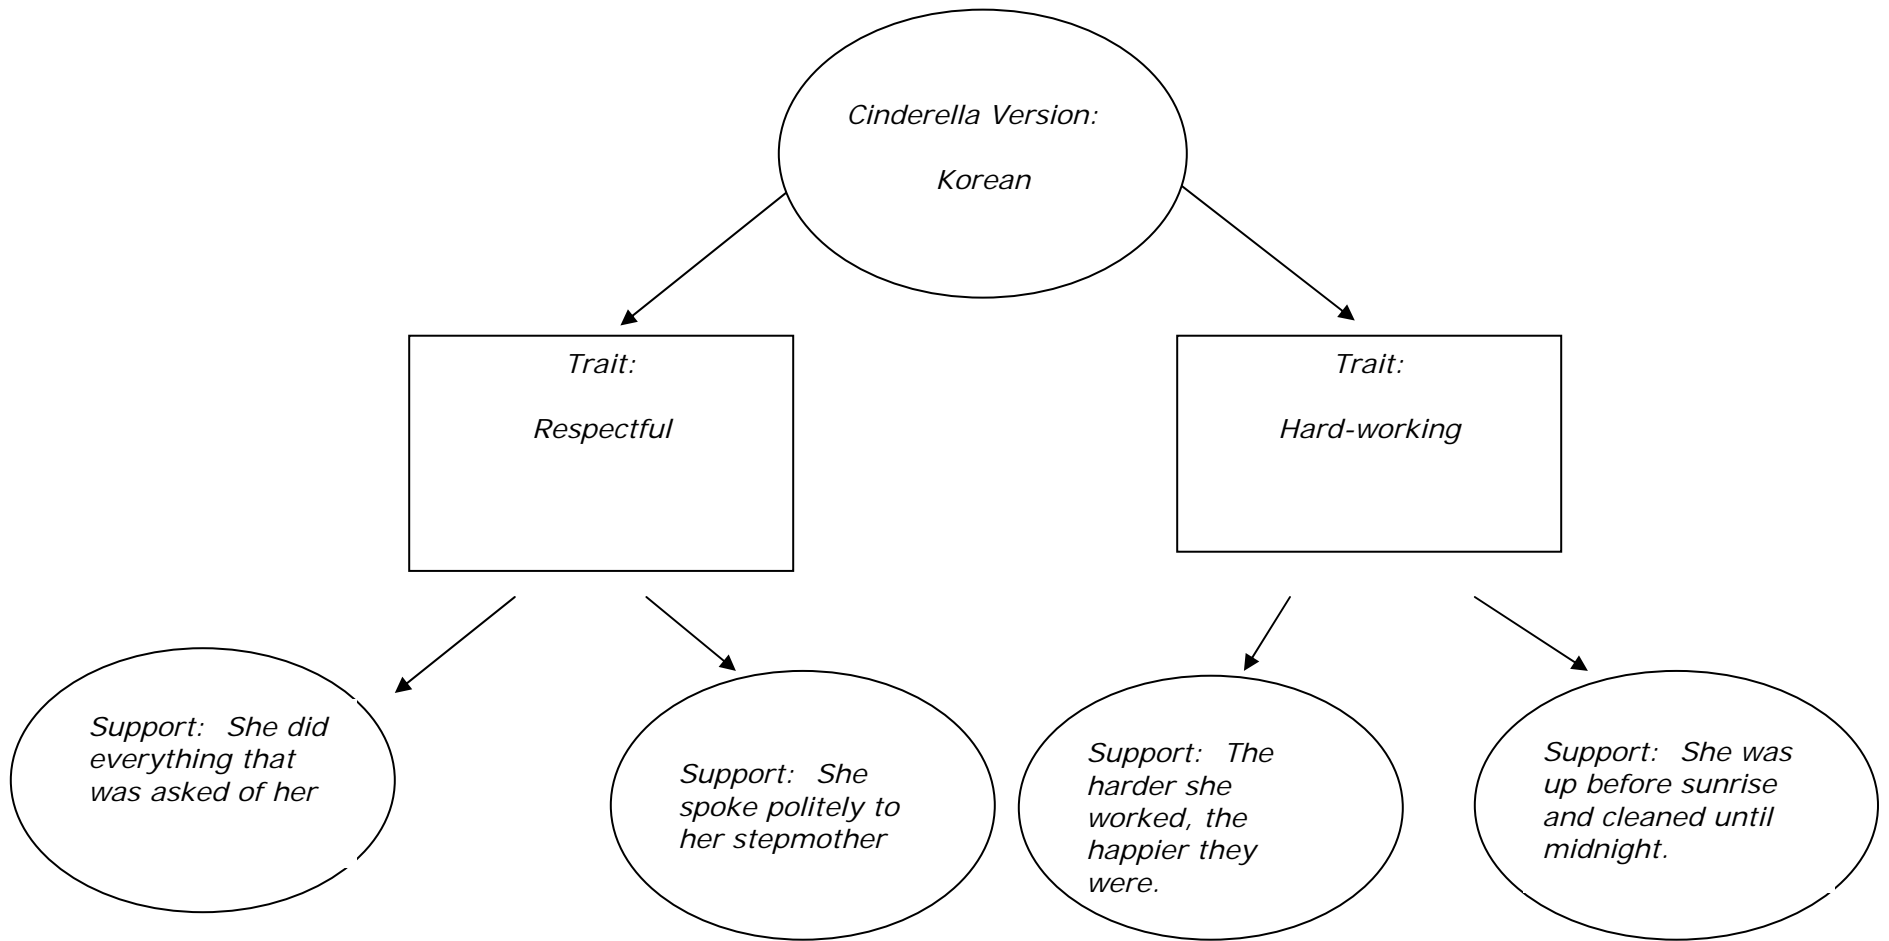 Cinderella Version:
Korean
Trait:
Respectful
Trait:
Hard-working
Support:  She did
everything that
was asked of her
Support:  She
spoke politely to
her stepmother
Support:  The
harder she
worked, the
happier they
were.
Support:  She was
up before sunrise
and cleaned until
midnight.